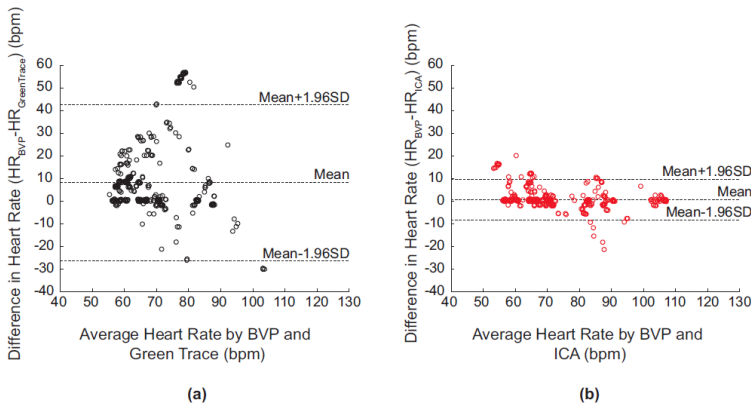 (a)
Difference in Heart Rate (HR_BVP-HR_GreenTrace) (bpm)
60
50
40
30
20
10
0
-10
-20
-30
-40
Mean+1.96SD
Mean
Mean-1.96SD
40 50 60 70 80 90 100 110 120 130
Average Heart Rate by BVP and
Green Trace (bpm)
(a)
(b)
Difference in Heart Rate (HR_BVP-HR_ICA) (bpm)
60
50
40
30
20
10
0
-10
-20
-30
-40
Mean+1.96SD
Mean
Mean-1.96SD
40 50 60 70 80 90 100 110 120 130
Average Heart Rate by BVP and
ICA (bpm)
(b)